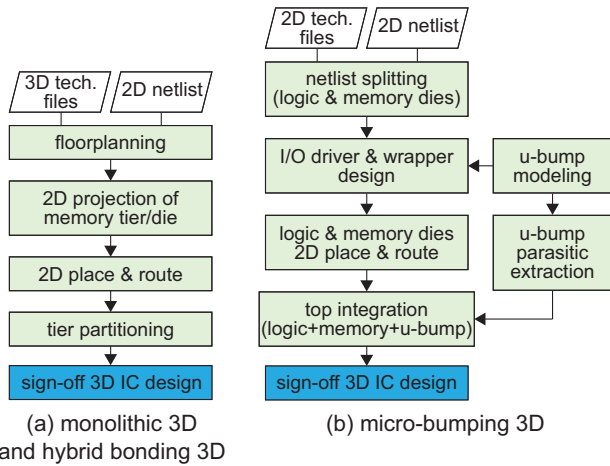 3D tech.
files
2D netlist
floorplanning
2D projection of
memory tier/die
2D place & route
tier partitioning
sign-off 3D IC design
(a) monolithic 3D
and hybrid bonding 3D
2D tech.
files
2D netlist
netlist splitting
(logic & memory dies)
I/O driver & wrapper
design
u-bump
modeling
logic & memory dies
2D place & route
u-bump
parasitic
extraction
top integration
(logic+memory+u-bump)
sign-off 3D IC design
(b) micro-bumping 3D